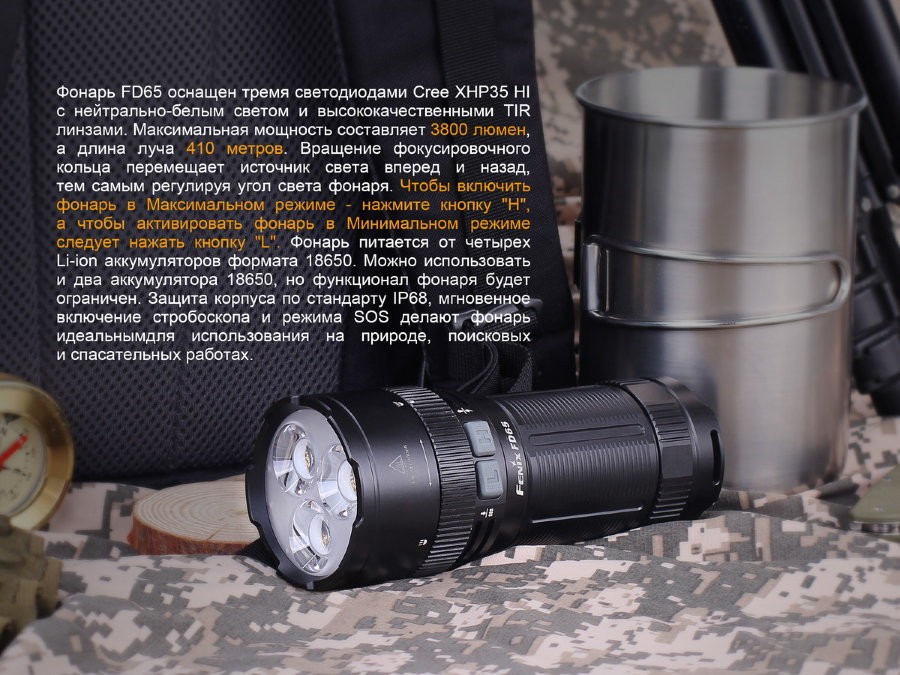 Фонарь FD65 оснащен тремя светодиодами Cree XHP35 HI
с нейтрально-белым светом и высококачественными TIR
линзами. Максимальная мощность составляет 3800 люмен,
а длина луча 410 метров. Вращение фокусировочного
кольца перемещает источник света вперед и назад,
тем самым регулируя угол света фонаря. Чтобы включить
фонарь в Максимальном режиме - нажмите кнопку "H",
а чтобы активировать фонарь в Минимальном режиме
следует нажать кнопку "L". Фонарь питается от четырех
Li-ion аккумуляторов формата 18650. Можно использовать
и два аккумулятора 18650, но функционал фонаря будет
ограничен. Защита корпуса по стандарту IP68, мгновенное
включение стробоскопа и режима SOS делают фонарь
идеальнымдля использования на природе, поисковых
и спасательных работах.
H
L
FENIX FD65